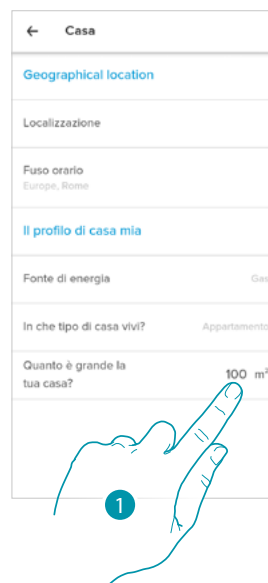 ← Casa
Geographical location
Localizzazione
Fuso orario
Europe, Rome
Il profilo di casa mia
Fonte di energia Gas
In che tipo di casa vivi? Appartamento
Quanto è grande la
tua casa? 100 m²
1